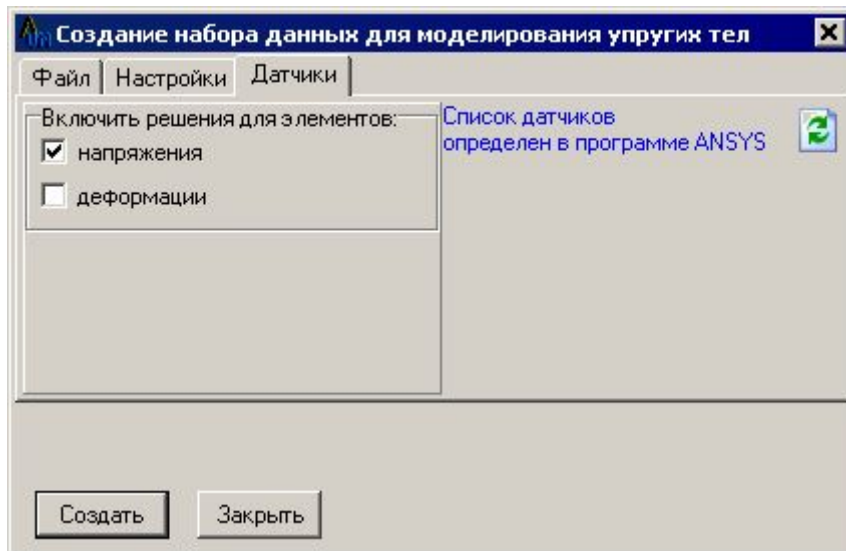 Создание набора данных для моделирования упругих тел
Файл Настройки Датчики
Включить решения для элементов:
напряжения
деформации
Список датчиков
определен в программе ANSYS
Создать Закрыть